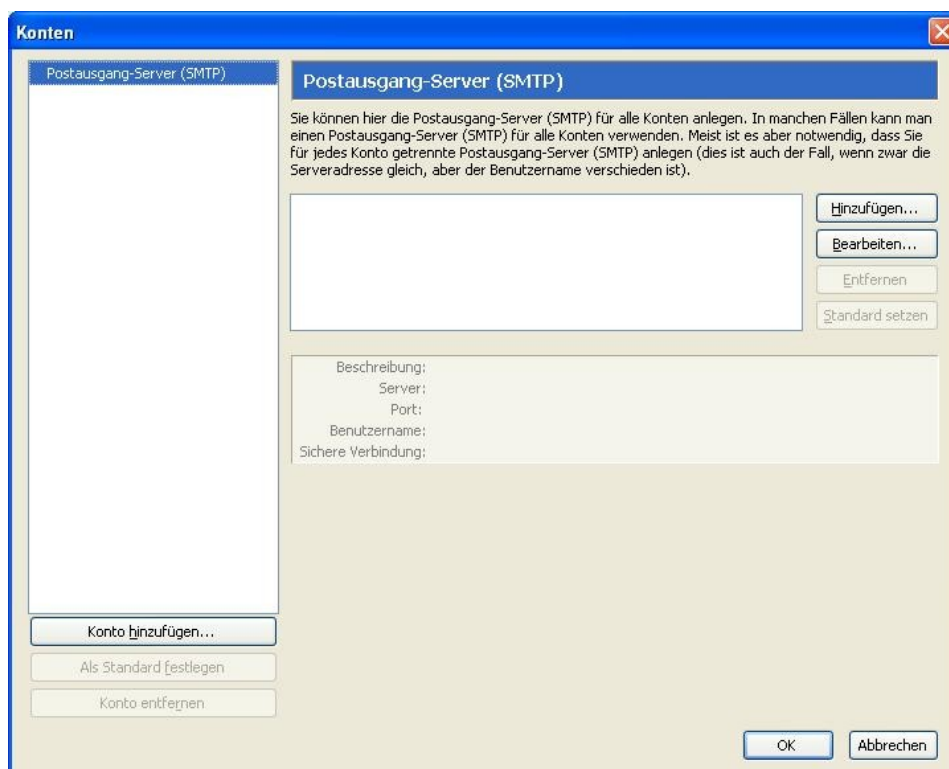 Konten
Postausgang-Server (SMTP)
Postausgang-Server (SMTP)
Sie können hier die Postausgang-Server (SMTP) für alle Konten anlegen. In manchen Fällen kann man
einen Postausgang-Server (SMTP) für alle Konten verwenden. Meist ist es aber notwendig, dass Sie
für jedes Konto getrennte Postausgang-Server (SMTP) anlegen (dies ist auch der Fall, wenn zwar die
Serveradresse gleich, aber der Benutzername verschieden ist).
Hinzufügen...
Bearbeiten...
Entfernen
Standard setzen
Beschreibung:
Server:
Port:
Benutzername:
Sichere Verbindung:
Konto hinzufügen...
Als Standard festlegen
Konto entfernen
OK
Abbrechen